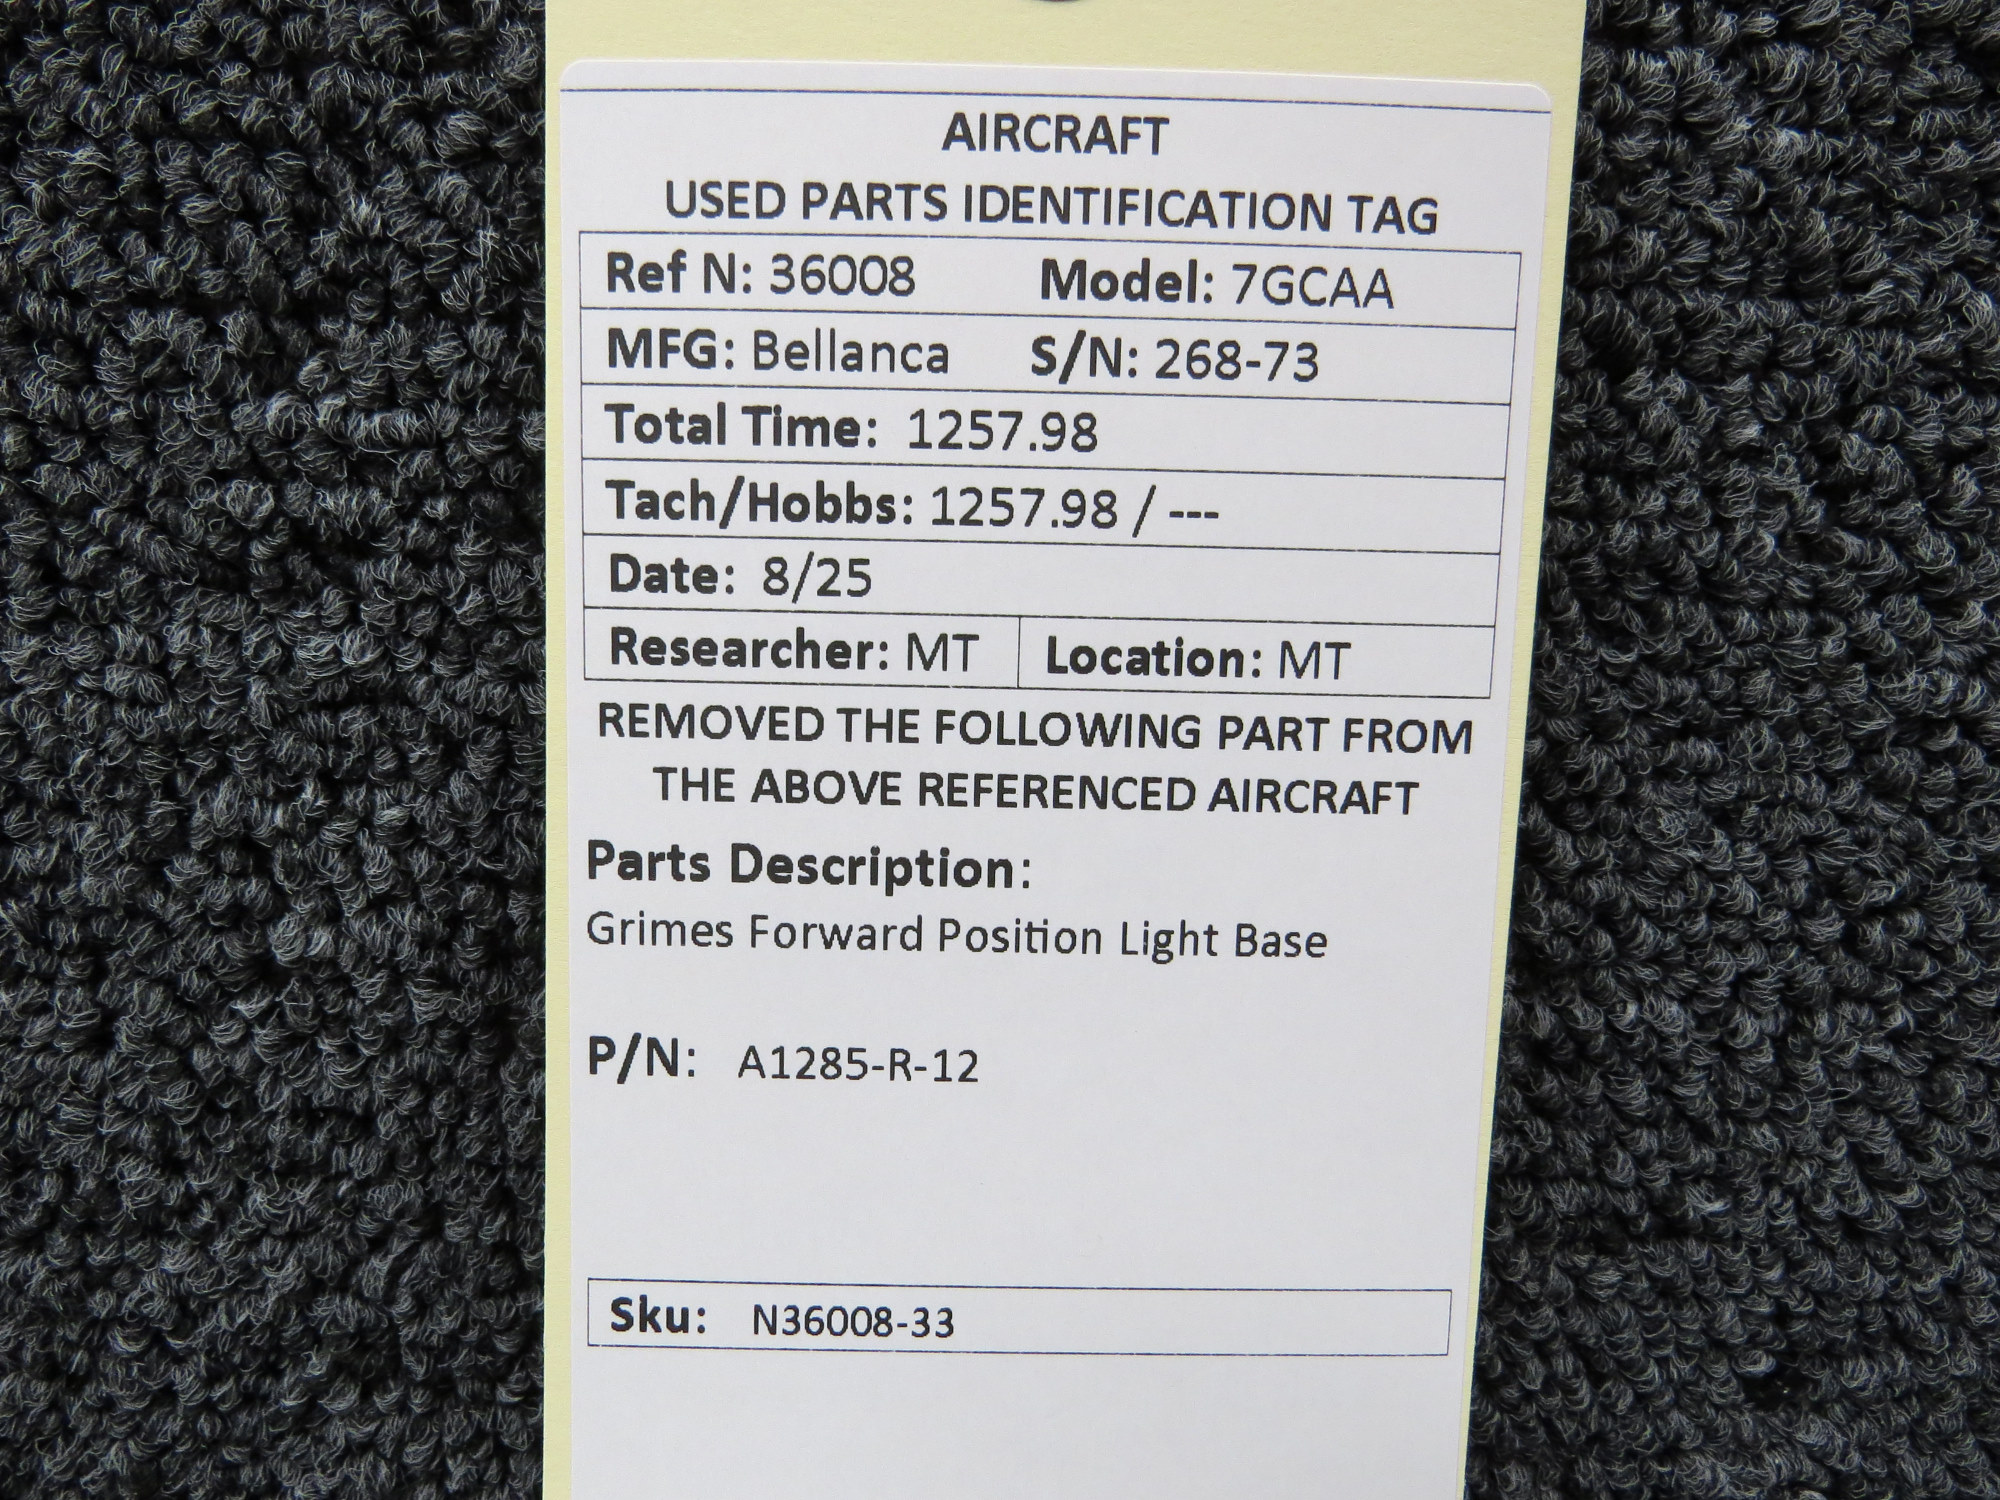 AIRCRAFT
USED PARTS IDENTIFICATION TAG
Ref N: 36008 Model: 7GCAA
MFG: Bellanca S/N: 268-73
Total Time: 1257.98
Tach/Hobbs: 1257.98 / ---
Date: 8/25
Researcher: MT Location: MT
REMOVED THE FOLLOWING PART FROM
THE ABOVE REFERENCED AIRCRAFT
Parts Description:
Grimes Forward Position Light Base
P/N: A1285-R-12
Sku: N36008-33